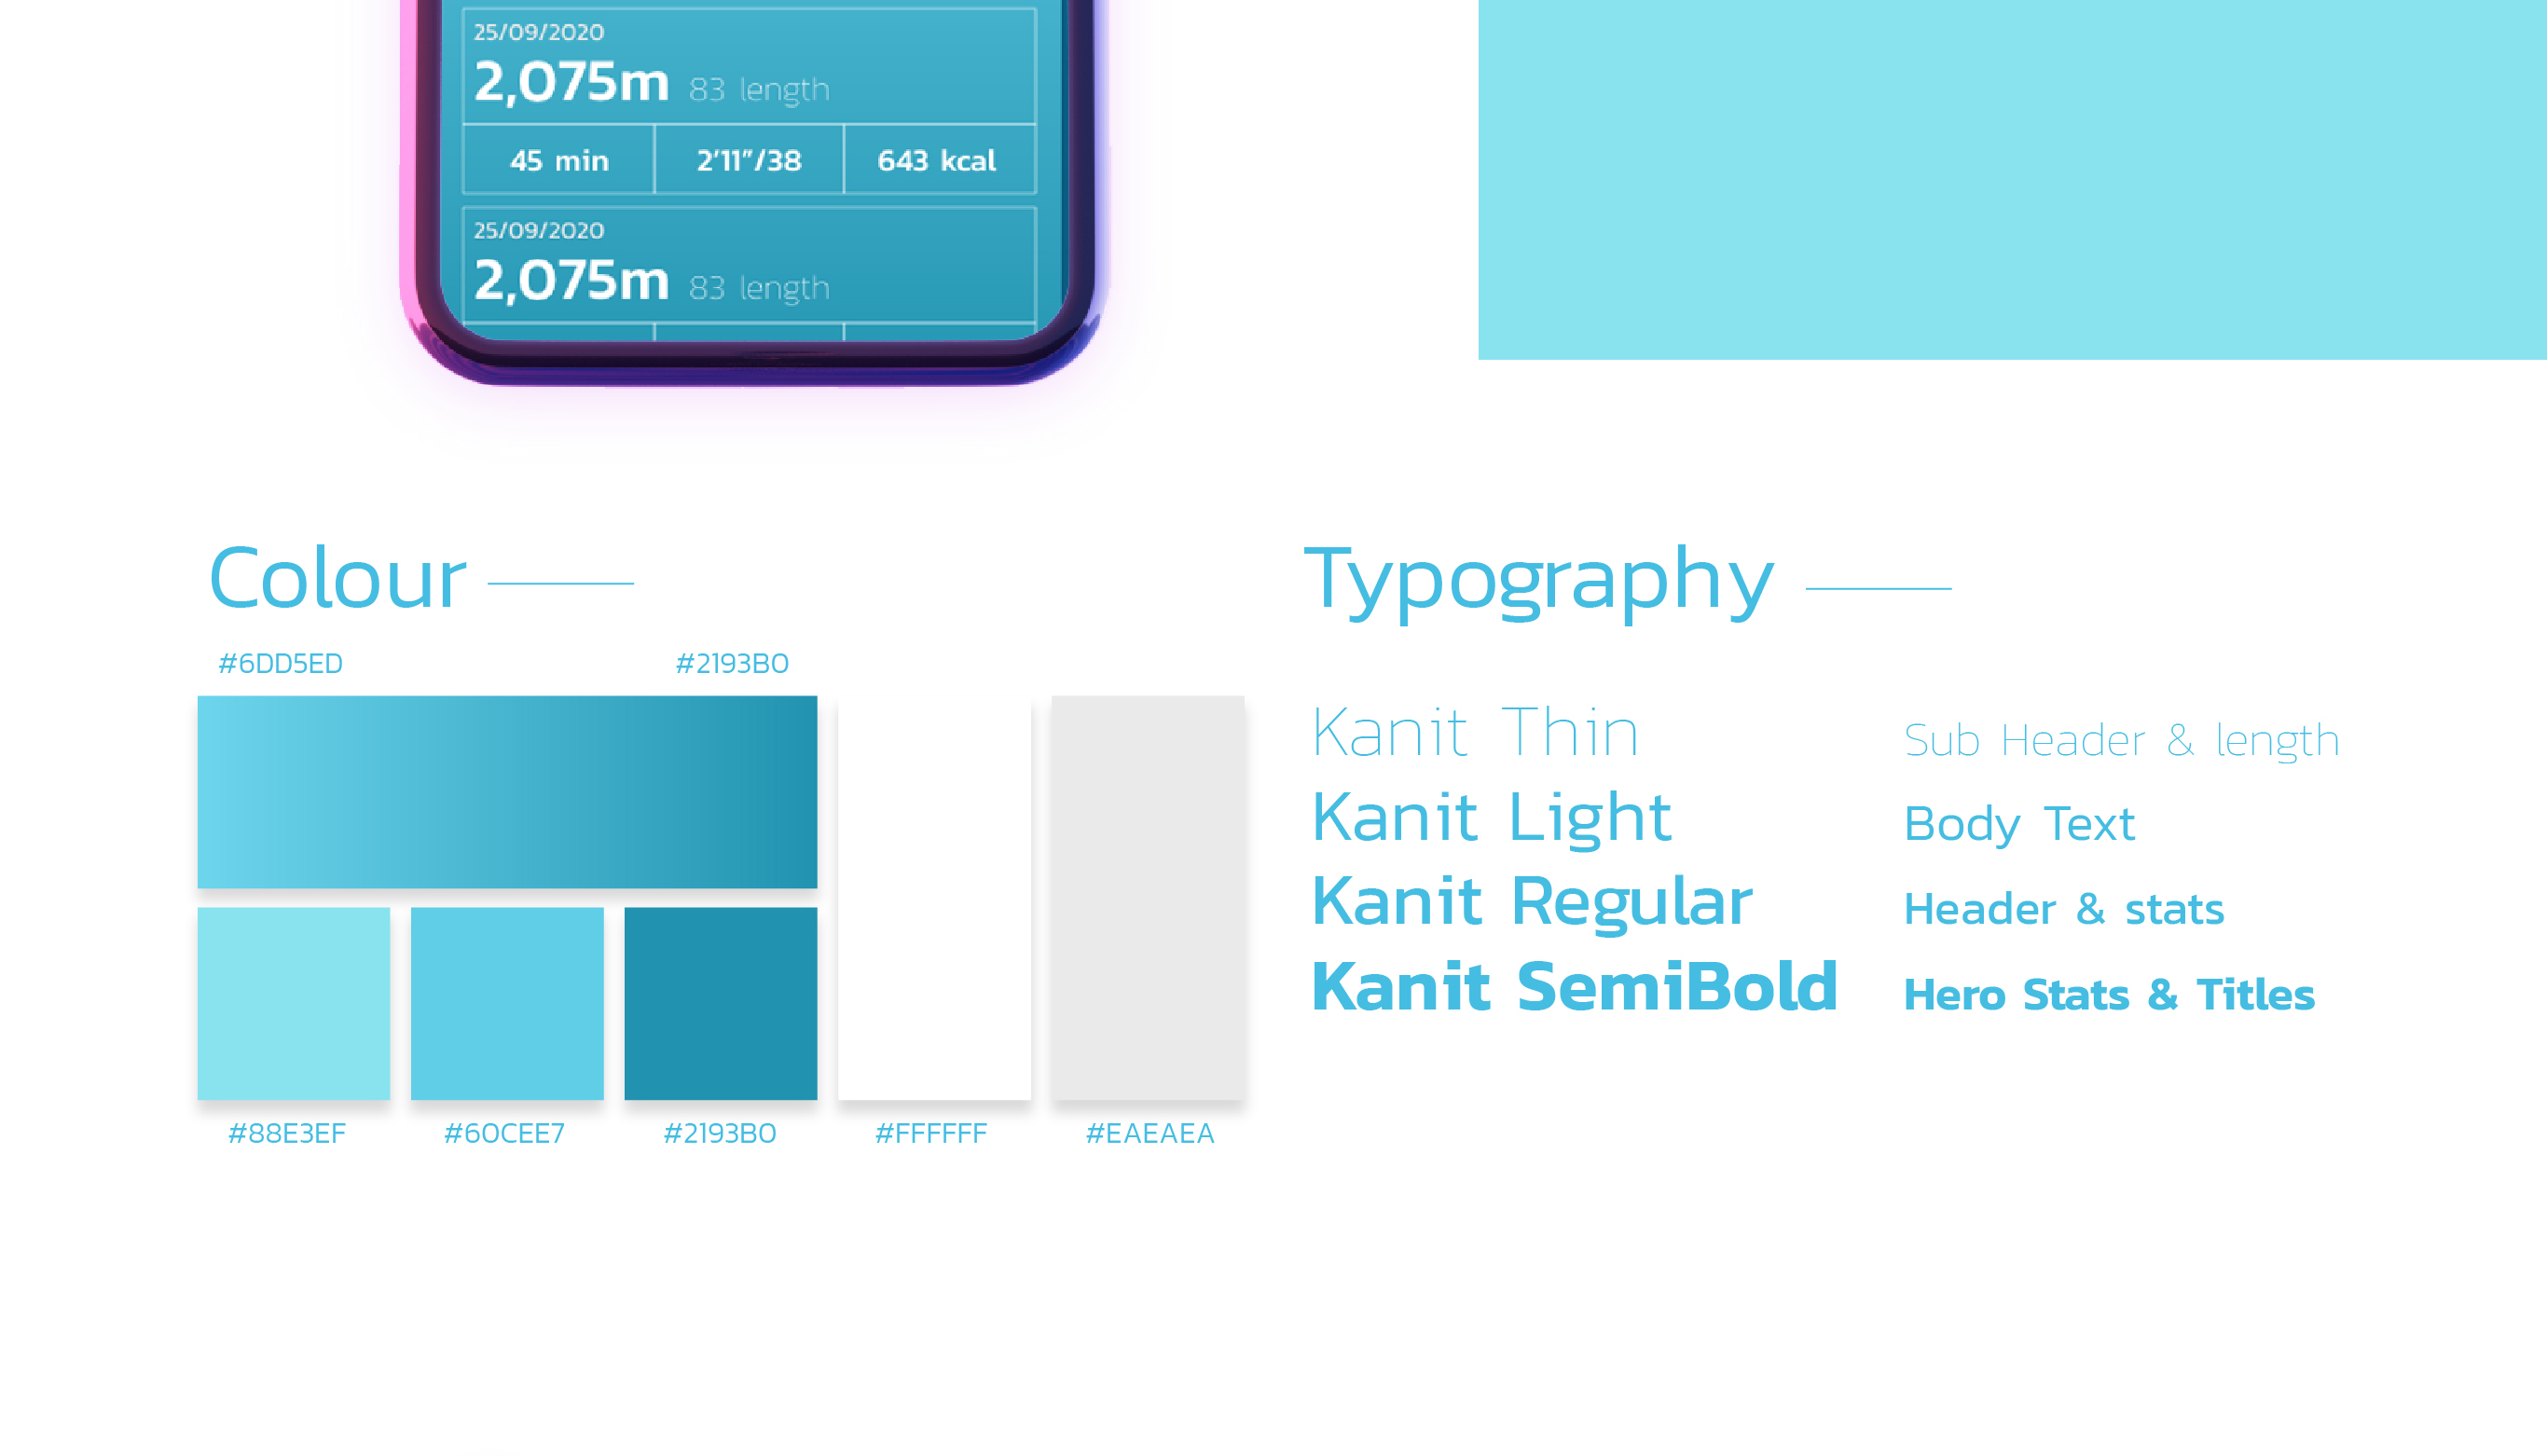 25/09/2020
2,075m 83 length
45 min 2'11"/38 643 kcal
25/09/2020
2,075m 83 length
Colour
#6DD5ED #2193B0
#88E3EF #60CEE7 #2193B0 #FFFFFF #EAEAEA
Typography
Kanit Thin Sub Header & length
Kanit Light Body Text
Kanit Regular Header & stats
Kanit SemiBold Hero Stats & Titles